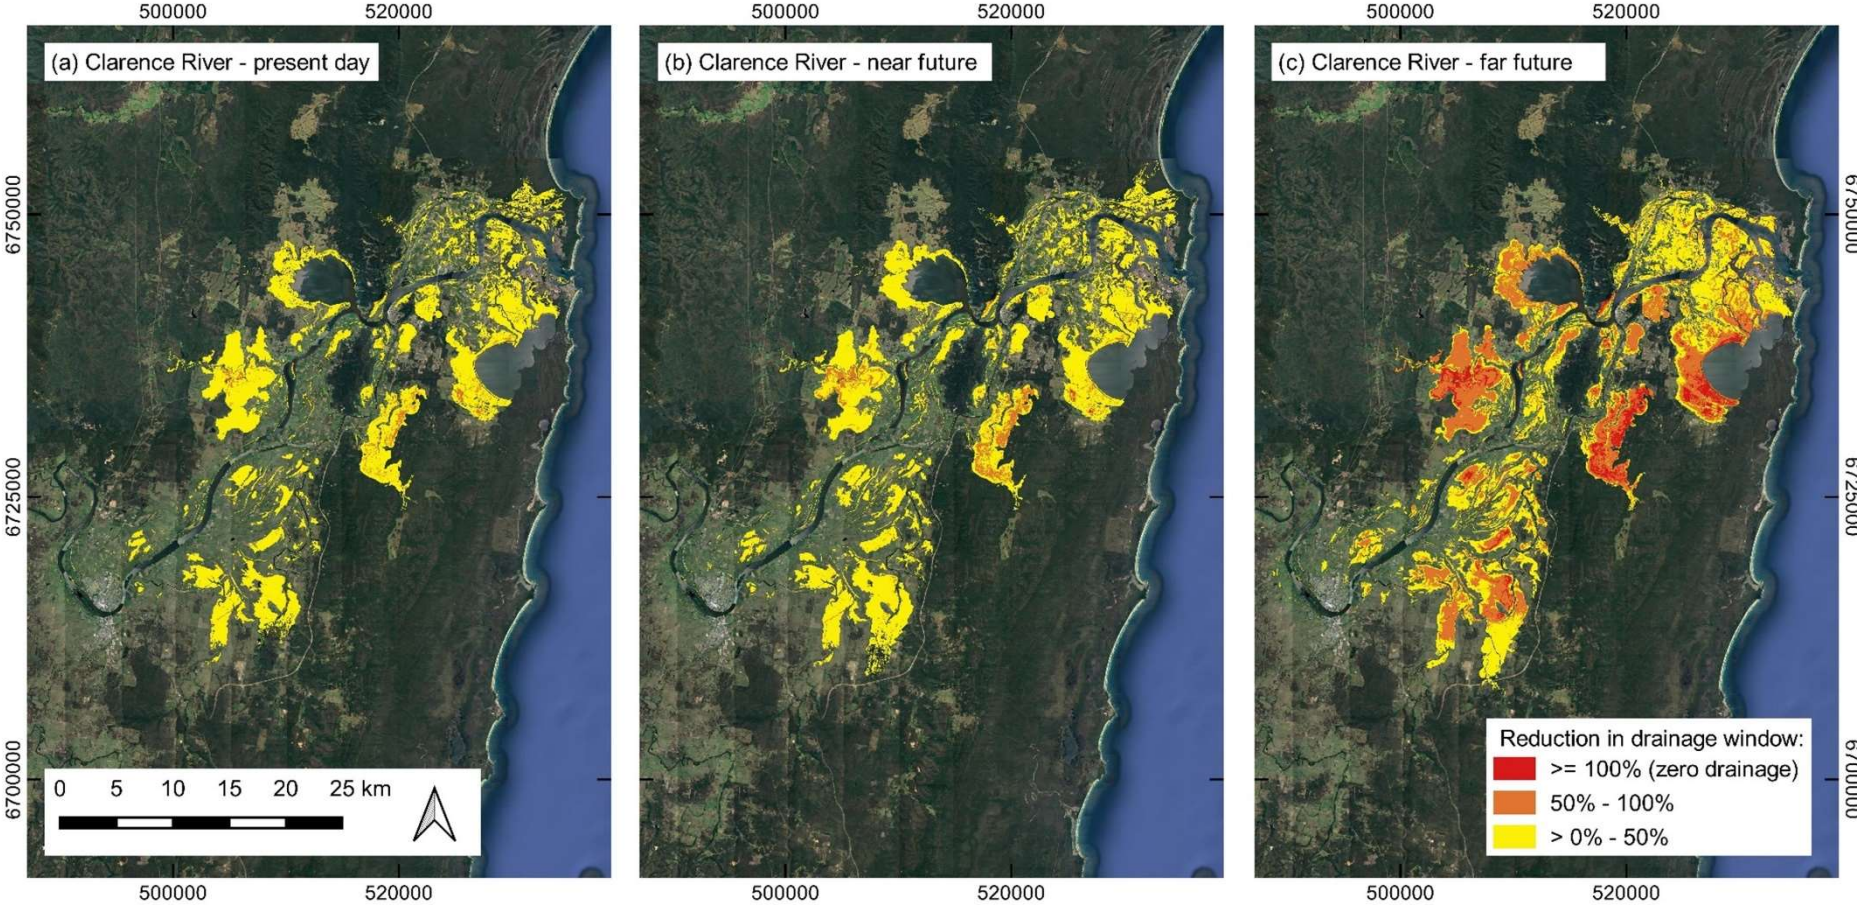 500000 520000 500000 520000 500000 520000
(a) Clarence River - present day
(b) Clarence River - near future
(c) Clarence River - far future
6750000
6725000
6700000
6750000
6725000
6700000
0 5 10 15 20 25 km
Reduction in drainage window:
>= 100% (zero drainage)
50% - 100%
> 0% - 50%
500000 520000 500000 520000 500000 520000